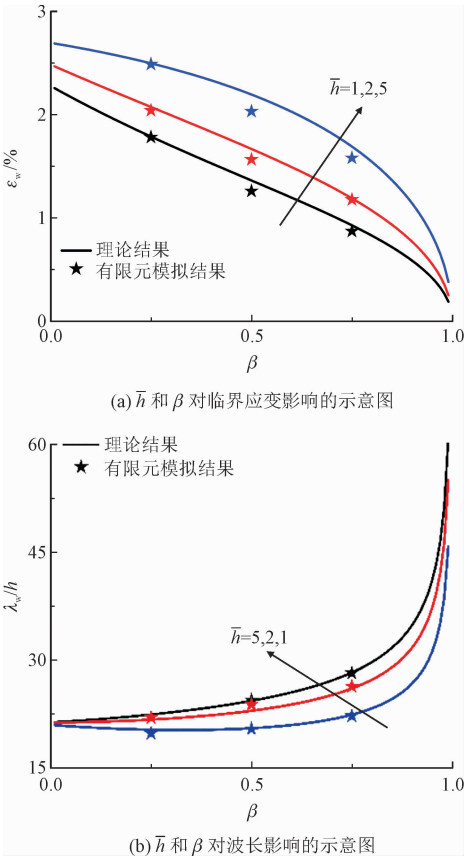 3
2
1
0
ε_w/%
h̅=1,2,5
理论结果
有限元模拟结果
0.0
0.5
1.0
β
(a) h̅ 和 β 对临界应变影响的示意图
60
45
30
15
λ_w/h
理论结果
有限元模拟结果
h̅=5,2,1
0.0
0.5
1.0
β
(b) h̅ 和 β 对波长影响的示意图